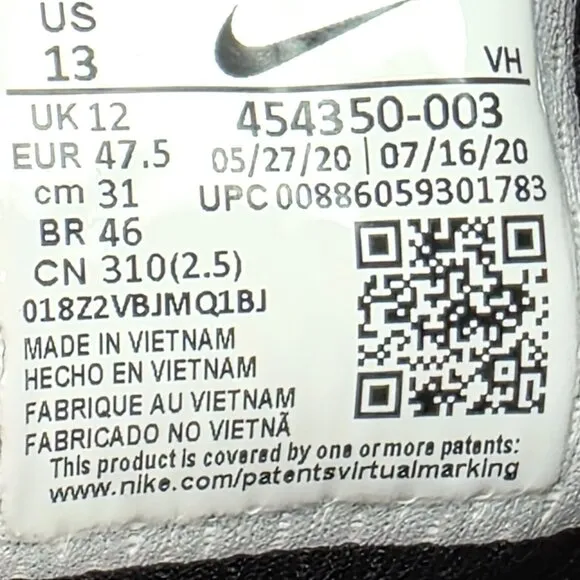 US
13
VH
UK 12
454350-003
EUR 47.5
05/27/20 | 07/16/20
cm 31
UPC 00886059301783
BR 46
CN 310(2.5)
018Z2VBJMQ1BJ
MADE IN VIETNAM
HECHO EN VIETNAM
FABRIQUE AU VIETNAM
FABRICADO NO VIETNÃ
This product is covered by one or more patents:
www.nike.com/patentsvirtualmarking